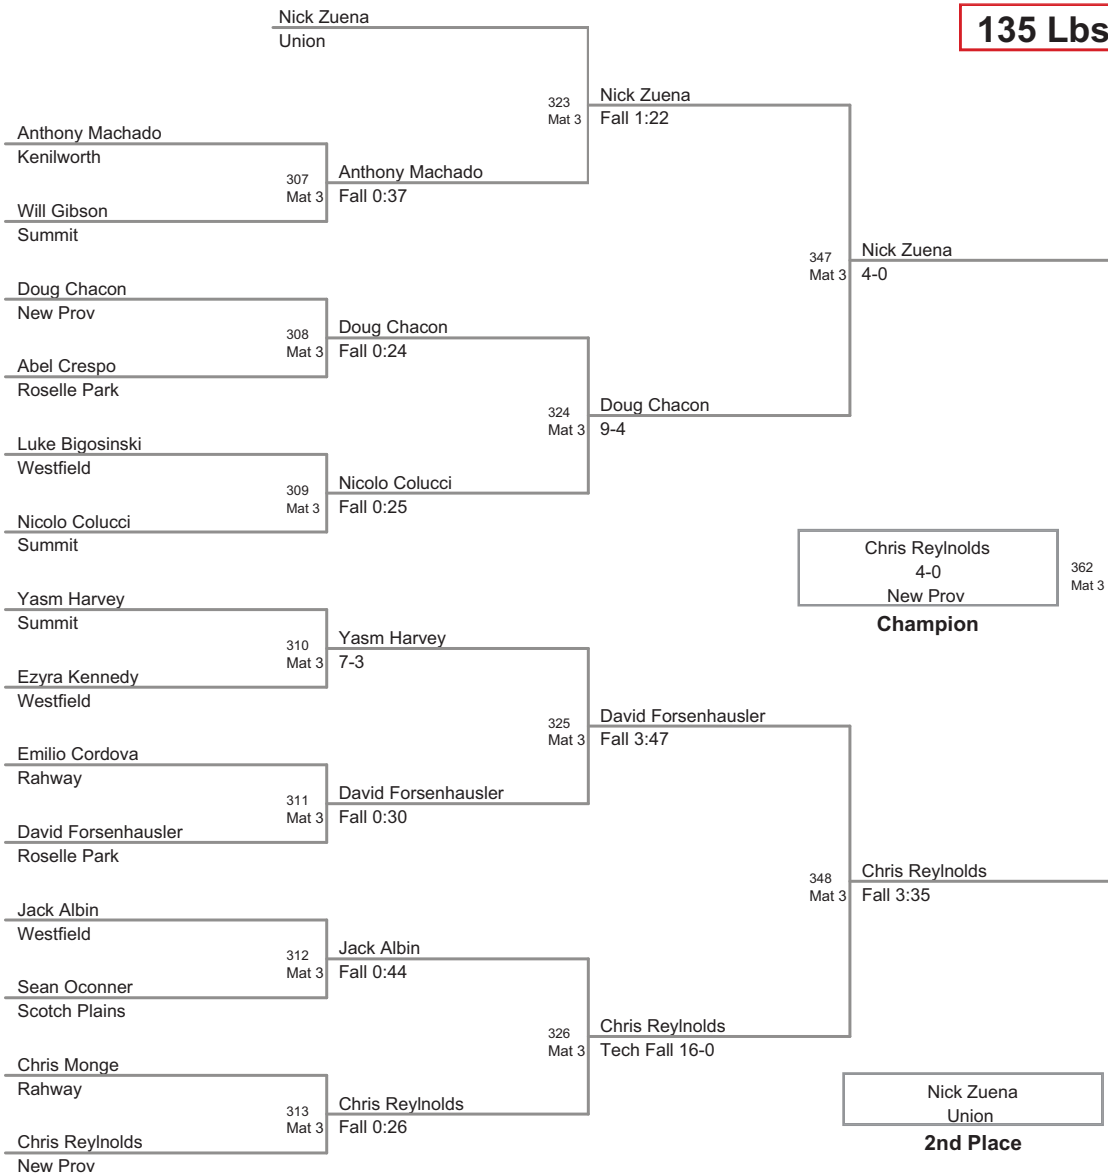 Nick Zuena
Union
135 Lbs
323
Mat 3
Nick Zuena
Fall 1:22
Anthony Machado
Kenilworth
307
Mat 3
Anthony Machado
Fall 0:37
Will Gibson
Summit
347
Mat 3
Nick Zuena
4-0
Doug Chacon
New Prov
308
Mat 3
Doug Chacon
Fall 0:24
Abel Crespo
Roselle Park
324
Mat 3
Doug Chacon
9-4
Luke Bigosinski
Westfield
309
Mat 3
Nicolo Colucci
Fall 0:25
Nicolo Colucci
Summit
Chris Reylnolds
4-0
New Prov
Champion
362
Mat 3
Yasm Harvey
Summit
310
Mat 3
Yasm Harvey
7-3
Ezyra Kennedy
Westfield
325
Mat 3
David Forsenhausler
Fall 3:47
Emilio Cordova
Rahway
311
Mat 3
David Forsenhausler
Fall 0:30
David Forsenhausler
Roselle Park
348
Mat 3
Chris Reylnolds
Fall 3:35
Jack Albin
Westfield
312
Mat 3
Jack Albin
Fall 0:44
Sean Oconner
Scotch Plains
326
Mat 3
Chris Reylnolds
Tech Fall 16-0
Chris Monge
Rahway
313
Mat 3
Chris Reylnolds
Fall 0:26
Chris Reylnolds
New Prov
Nick Zuena
Union
2nd Place